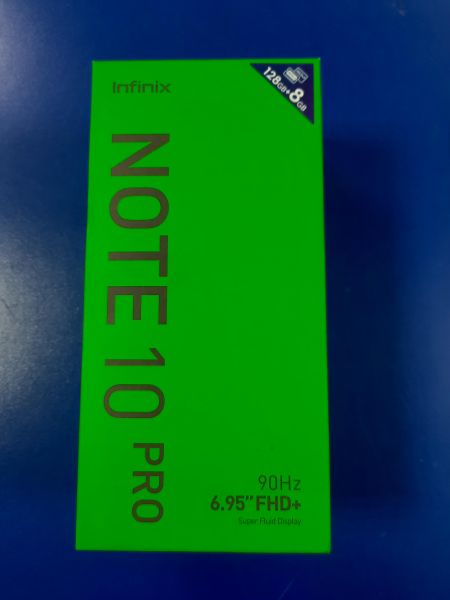 Infinix
128GB+8GB
NOTE 10 PRO
90Hz
6.95” FHD+
Super Fluid Display